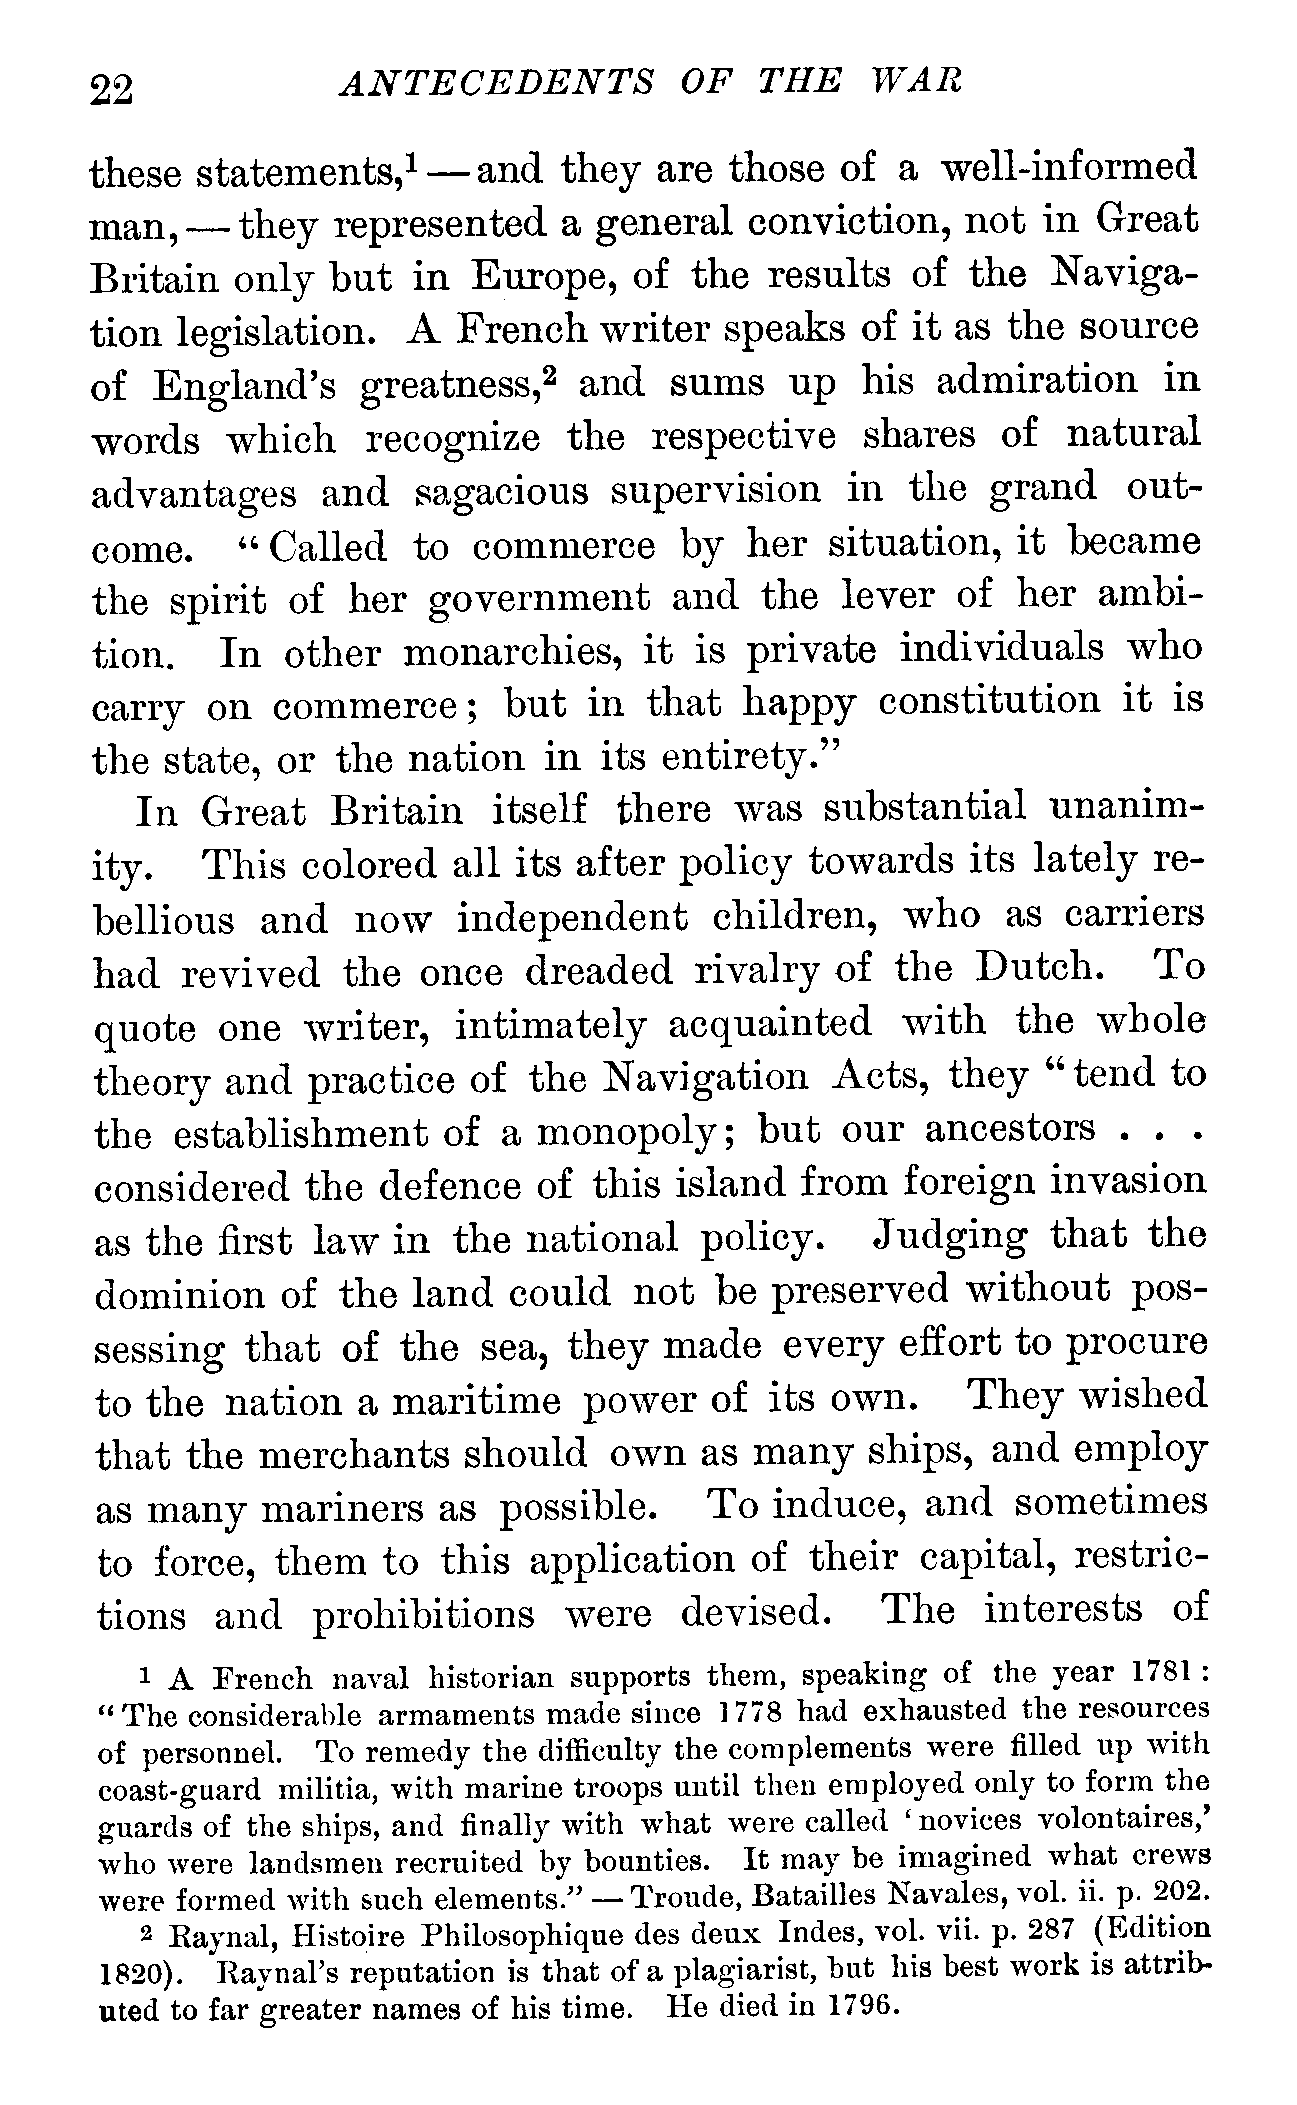 22 ANTECEDENTS OF THE WAR
these statements,¹ — and they are those of a well-informed
man, — they represented a general conviction, not in Great
Britain only but in Europe, of the results of the Naviga-
tion legislation. A French writer speaks of it as the source
of England's greatness,² and sums up his admiration in
words which recognize the respective shares of natural
advantages and sagacious supervision in the grand out-
come. “Called to commerce by her situation, it became
the spirit of her government and the lever of her ambi-
tion. In other monarchies, it is private individuals who
carry on commerce; but in that happy constitution it is
the state, or the nation in its entirety.”
In Great Britain itself there was substantial unanim-
ity. This colored all its after policy towards its lately re-
bellious and now independent children, who as carriers
had revived the once dreaded rivalry of the Dutch. To
quote one writer, intimately acquainted with the whole
theory and practice of the Navigation Acts, they “tend to
the establishment of a monopoly; but our ancestors . . .
considered the defence of this island from foreign invasion
as the first law in the national policy. Judging that the
dominion of the land could not be preserved without pos-
sessing that of the sea, they made every effort to procure
to the nation a maritime power of its own. They wished
that the merchants should own as many ships, and employ
as many mariners as possible. To induce, and sometimes
to force, them to this application of their capital, restric-
tions and prohibitions were devised. The interests of
¹ A French naval historian supports them, speaking of the year 1781:
“The considerable armaments made since 1778 had exhausted the resources
of personnel. To remedy the difficulty the complements were filled up with
coast-guard militia, with marine troops until then employed only to form the
guards of the ships, and finally with what were called ‘novices volontaires,’
who were landsmen recruited by bounties. It may be imagined what crews
were formed with such elements.” — Troude, Batailles Navales, vol. ii. p. 202.
² Raynal, Histoire Philosophique des deux Indes, vol. vii. p. 287 (Edition
1820). Raynal's reputation is that of a plagiarist, but his best work is attrib-
uted to far greater names of his time. He died in 1796.